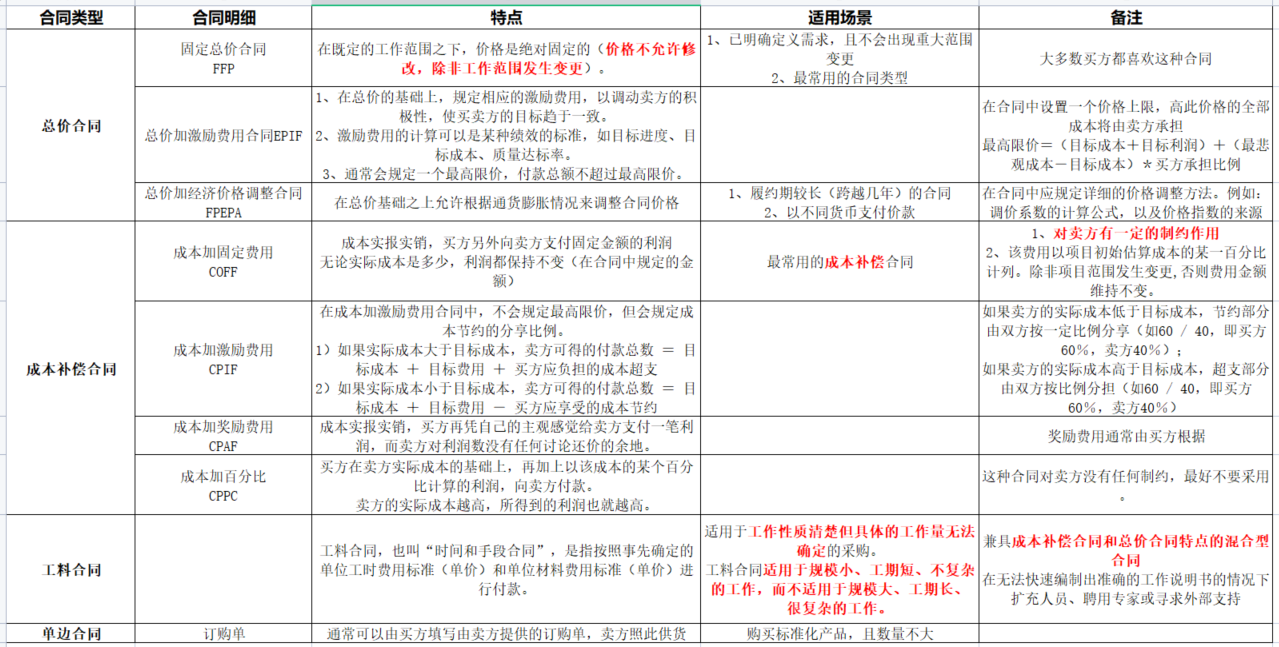 合同类型 合同明细 特点 适用场景 备注
总价合同
固定总价合同
FFP
在既定的工作范围之下，价格是绝对固定的（价格不允许修
改，除非工作范围发生变更）。
1、已明确定义需求，且不会出现重大范围
变更
2、最常用的合同类型
大多数买方都喜欢这种合同
总价加激励费用合同EPIF
1、在总价的基础上，规定相应的激励费用，以调动卖方的积
极性，使买卖方的目标趋于一致。
2、激励费用的计算可以是某种绩效的标准，如目标进度、目
标成本、质量达标率。
3、通常会规定一个最高限价，付款总额不超过最高限价。
在合同中设置一个价格上限，高此价格的全部
成本将由卖方承担
最高限价＝（目标成本＋目标利润）＋（最悲
观成本－目标成本）＊买方承担比例
总价加经济价格调整合同
FPEPA
在总价基础之上允许根据通货膨胀情况来调整合同价格
1、履约期较长（跨越几年）的合同
2、以不同货币支付价款
在合同中应规定详细的价格调整方法。例如：
调价系数的计算公式，以及价格指数的来源
成本补偿合同
成本加固定费用
COFF
成本实报实销，买方另外向卖方支付固定金额的利润
无论实际成本是多少，利润都保持不变（在合同中规定的金
额）
最常用的成本补偿合同
1、对卖方有一定的制约作用
2、该费用以项目初始估算成本的某一百分比
计列。除非项目范围发生变更,否则费用金额
维持不变。
成本加激励费用
CPIF
在成本加激励费用合同中，不会规定最高限价，但会规定成
本节约的分享比例。
1）如果实际成本大于目标成本，卖方可得的付款总数 ＝ 目
标成本 ＋ 目标费用 ＋ 买方应负担的成本超支
2）如果实际成本小于目标成本，卖方可得的付款总数 ＝ 目
标成本 ＋ 目标费用 － 买方应享受的成本节约
如果卖方的实际成本低于目标成本，节约部分
由双方按一定比例分享（如60 / 40，即买方
60%，卖方40%）；
如果卖方的实际成本高于目标成本，超支部分
由双方按比例分担（如60 / 40，即买方
60%，卖方40%）
成本加奖励费用
CPAF
成本实报实销，买方再凭自己的主观感觉给卖方支付一笔利
润，而卖方对利润数没有任何讨论还价的余地。
奖励费用通常由买方根据
成本加百分比
CPPC
买方在卖方实际成本的基础上，再加上以该成本的某个百分
比计算的利润，向卖方付款。
卖方的实际成本越高，所得到的利润也就越高。
这种合同对卖方没有任何制约，最好不要采用
。
工料合同
工料合同，也叫“时间和手段合同”，是指按照事先确定的
单位工时费用标准（单价）和单位材料费用标准（单价）进
行付款。
适用于工作性质清楚但具体的工作量无法
确定的采购。
工料合同适用于规模小、工期短、不复杂
的工作，而不适用于规模大、工期长、
很复杂的工作。
兼具成本补偿合同和总价合同特点的混合型
合同
在无法快速编制出准确的工作说明书的情况下
扩充人员、聘用专家或寻求外部支持
单边合同
订购单
通常可以由买方填写由卖方提供的订购单，卖方照此供货
购买标准化产品，且数量不大